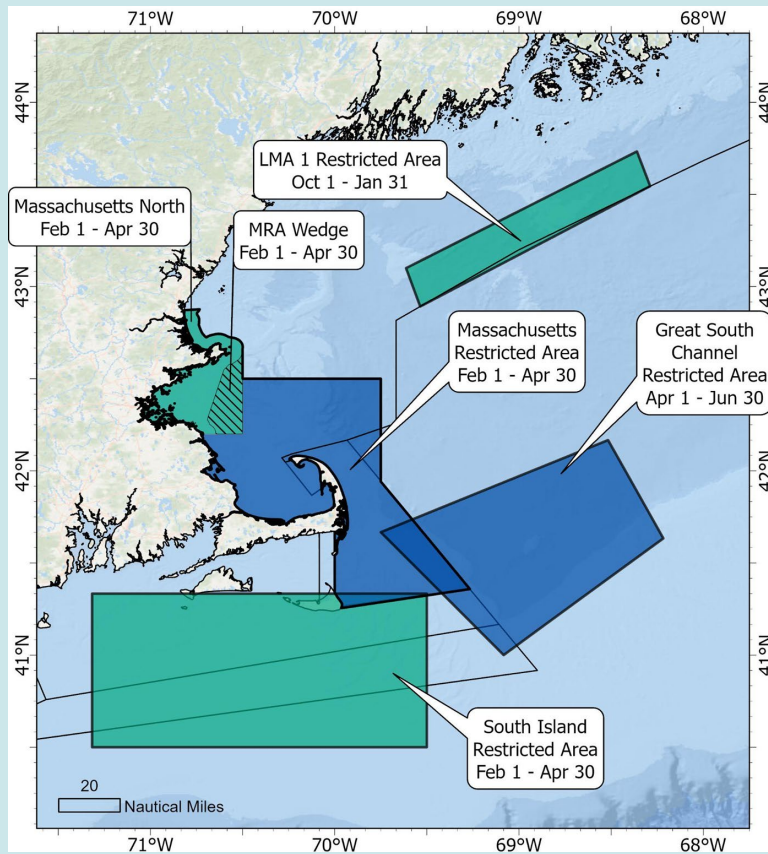 71°W
70°W
69°W
68°W
44°N
44°N
LMA 1 Restricted Area
Oct 1 - Jan 31
Massachusetts North
Feb 1 - Apr 30
MRA Wedge
Feb 1 - Apr 30
43°N
43°N
Massachusetts
Restricted Area
Feb 1 - Apr 30
Great South
Channel
Restricted Area
Apr 1 - Jun 30
42°N
42°N
41°N
41°N
South Island
Restricted Area
Feb 1 - Apr 30
20
Nautical Miles
71°W
70°W
69°W
68°W